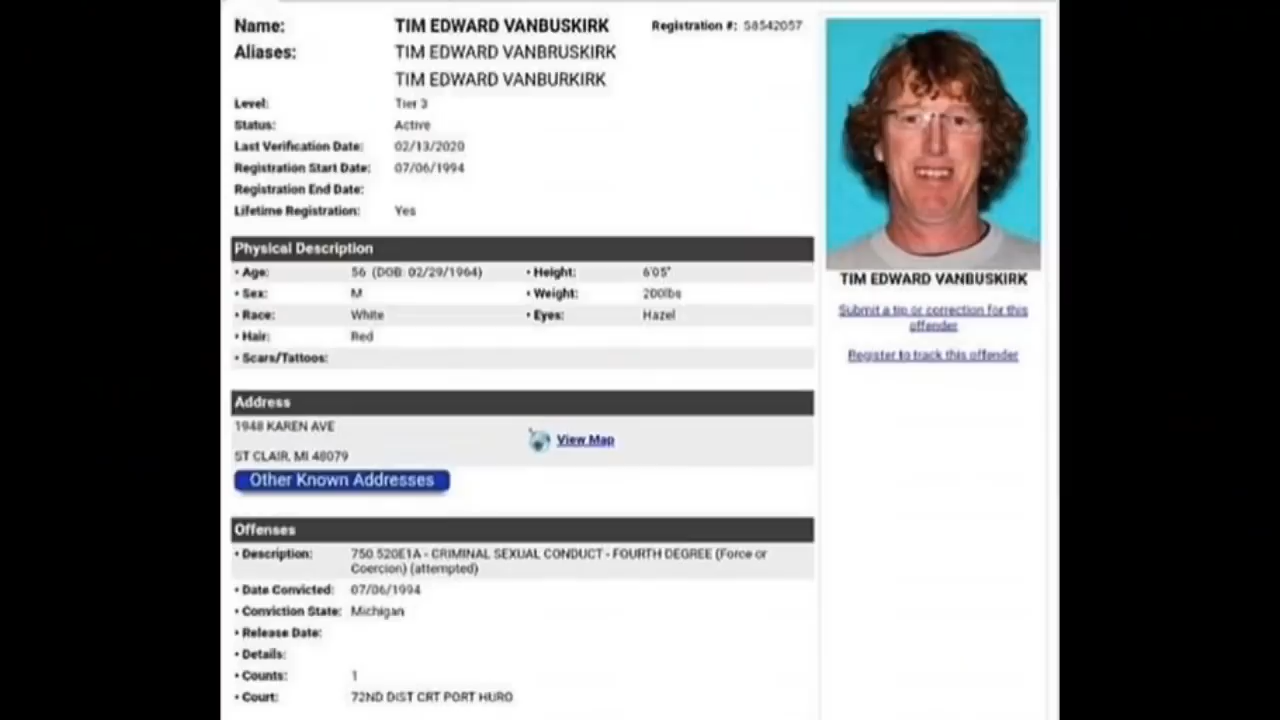 Name: TIM EDWARD VANBUSKIRK Registration #: S8542057
Aliases: TIM EDWARD VANBRUSKIRK
TIM EDWARD VANBURKIRK
Level: Tier 3
Status: Active
Last Verification Date: 02/13/2020
Registration Start Date: 07/06/1994
Registration End Date:
Lifetime Registration: Yes
TIM EDWARD VANBUSKIRK
Submit a tip or correction for this
offender
Register to track this offender
Physical Description
• Age: 56 (DOB: 02/29/1964) • Height: 6'05"
• Sex: M • Weight: 200lbs
• Race: White • Eyes: Hazel
• Hair: Red
• Scars/Tattoos:
Address
1948 KAREN AVE
View Map
ST CLAIR, MI 48079
Other Known Addresses
Offenses
• Description: 750.520E1A - CRIMINAL SEXUAL CONDUCT - FOURTH DEGREE (Force or
Coercion) (attempted)
• Date Convicted: 07/06/1994
• Conviction State: Michigan
• Release Date:
• Details:
• Counts: 1
• Court: 72ND DIST CRT PORT HURO